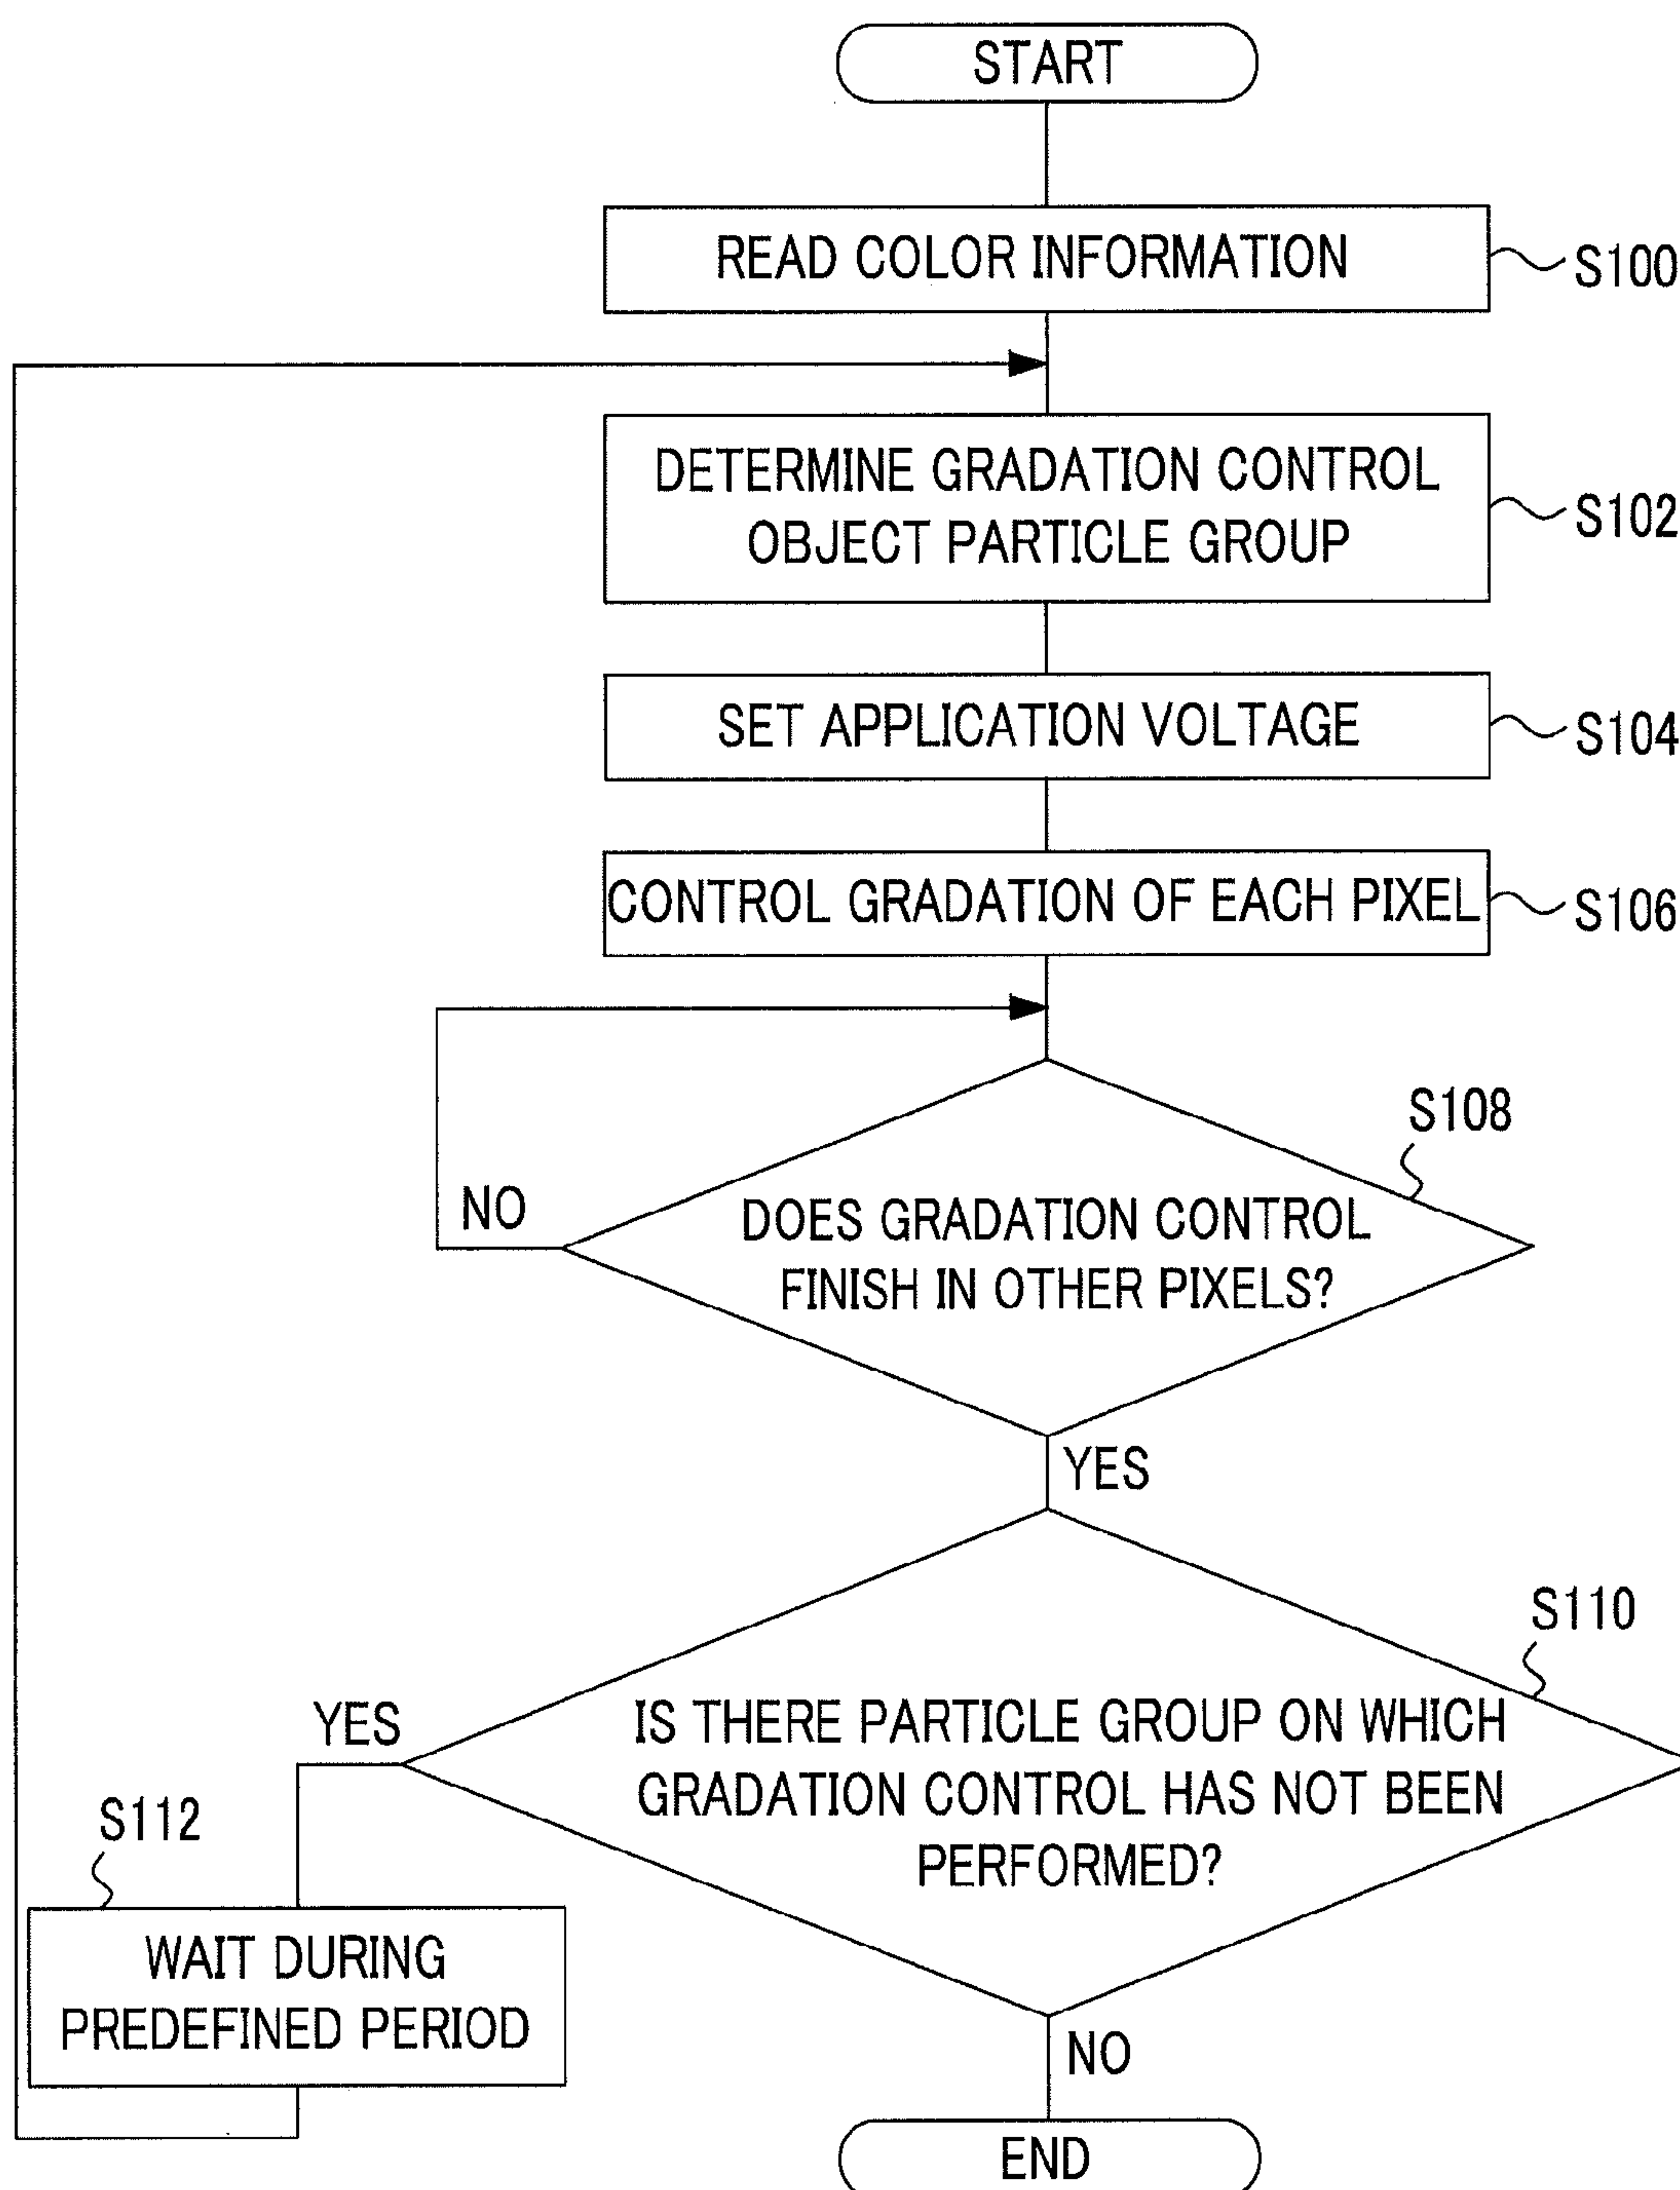 START
READ COLOR INFORMATION
S100
DETERMINE GRADATION CONTROL
OBJECT PARTICLE GROUP
S102
SET APPLICATION VOLTAGE
S104
CONTROL GRADATION OF EACH PIXEL
S106
S108
NO
DOES GRADATION CONTROL
FINISH IN OTHER PIXELS?
YES
S110
YES
IS THERE PARTICLE GROUP ON WHICH
GRADATION CONTROL HAS NOT BEEN
PERFORMED?
S112
WAIT DURING
PREDEFINED PERIOD
NO
END